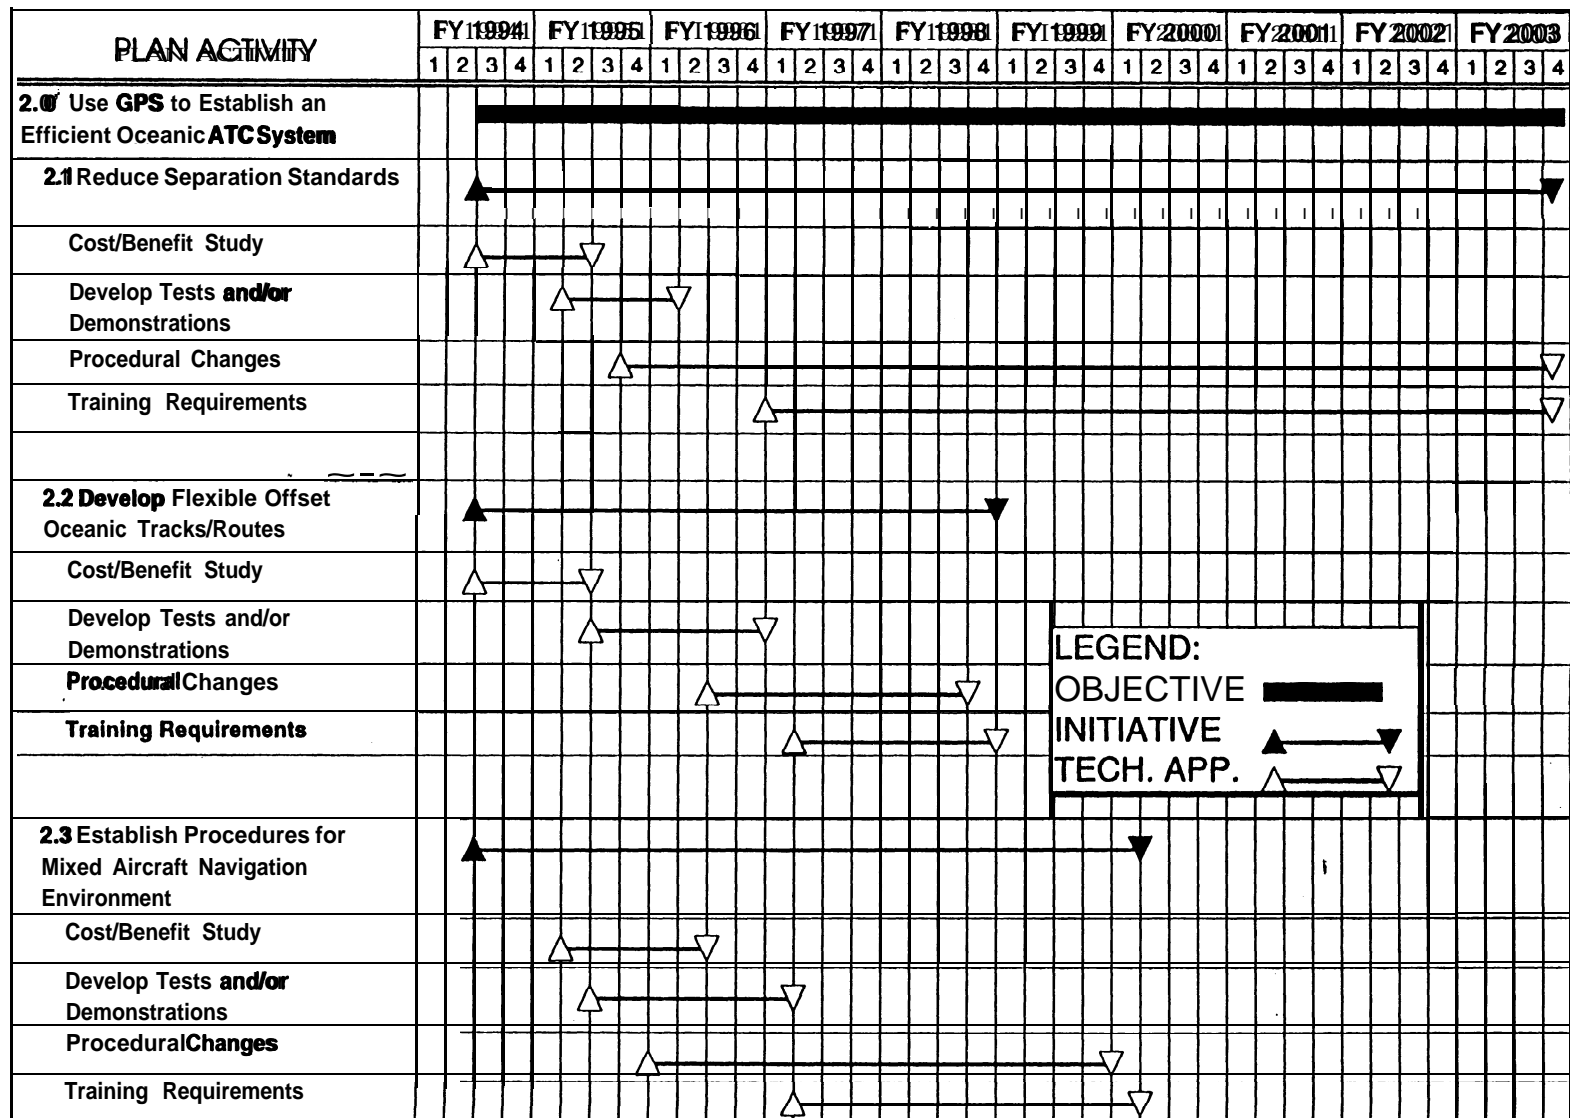 PLAN ACTIVITY
FY 1994 FY 1995 FY 1996 FY 1997 FY 1998 FY 1999 FY 2000 FY 2001 FY 2002 FY 2003
1 2 3 4 1 2 3 4 1 2 3 4 1 2 3 4 1 2 3 4 1 2 3 4 1 2 3 4 1 2 3 4 1 2 3 4 1 2 3 4
2.0 Use GPS to Establish an
Efficient Oceanic ATC System
2.1 Reduce Separation Standards
Cost/Benefit Study
Develop Tests and/or
Demonstrations
Procedural Changes
Training Requirements
2.2 Develop Flexible Offset
Oceanic Tracks/Routes
Cost/Benefit Study
Develop Tests and/or
Demonstrations
Procedural Changes
Training Requirements
LEGEND:
OBJECTIVE
INITIATIVE
TECH. APP.
2.3 Establish Procedures for
Mixed Aircraft Navigation
Environment
Cost/Benefit Study
Develop Tests and/or
Demonstrations
Procedural Changes
Training Requirements